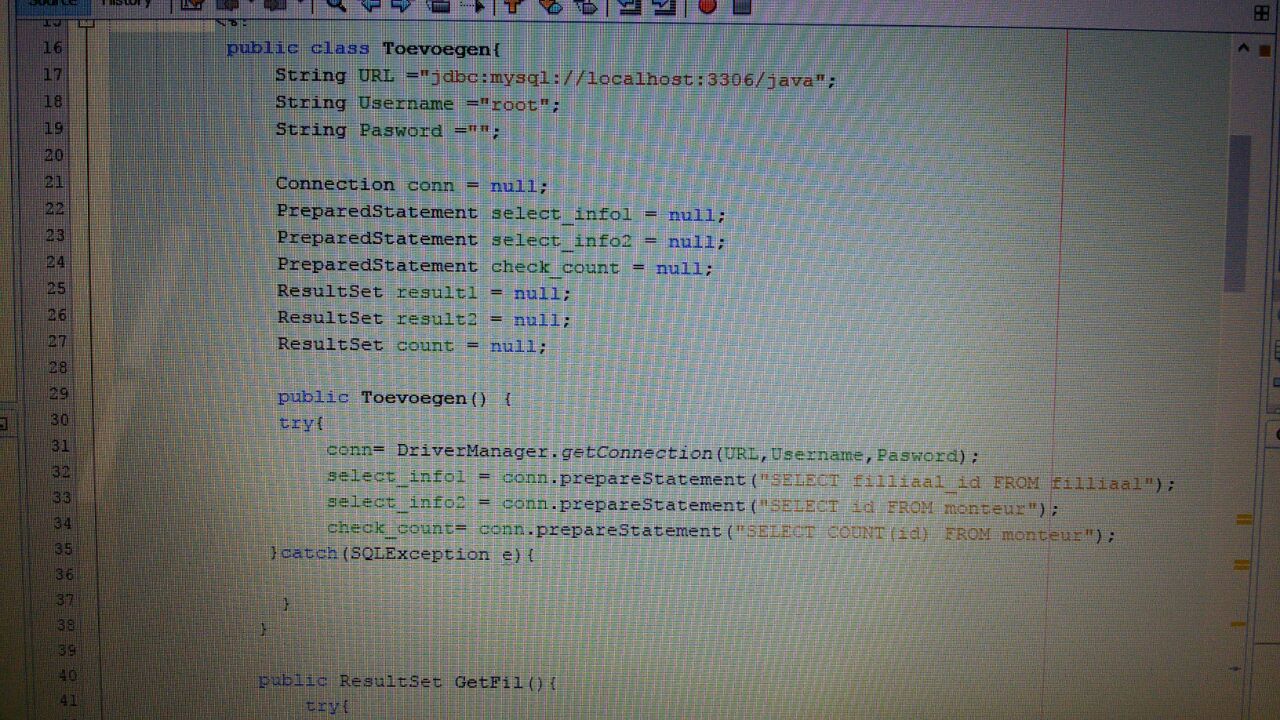 Source History
15 <%!
16 public class Toevoegen{
17 String URL ="jdbc:mysql://localhost:3306/java";
18 String Username ="root";
19 String Pasword ="";
20
21 Connection conn = null;
22 PreparedStatement select_info1 = null;
23 PreparedStatement select_info2 = null;
24 PreparedStatement check_count = null;
25 ResultSet result1 = null;
26 ResultSet result2 = null;
27 ResultSet count = null;
28
29 public Toevoegen() {
30 try{
31 conn= DriverManager.getConnection(URL,Username,Pasword);
32 select_info1 = conn.prepareStatement("SELECT filliaal_id FROM filliaal");
33 select_info2 = conn.prepareStatement("SELECT id FROM monteur");
34 check_count= conn.prepareStatement("SELECT COUNT(id) FROM monteur");
35 }catch(SQLException e){
36
37 }
38 }
39
40 public ResultSet GetFil(){
41 try{